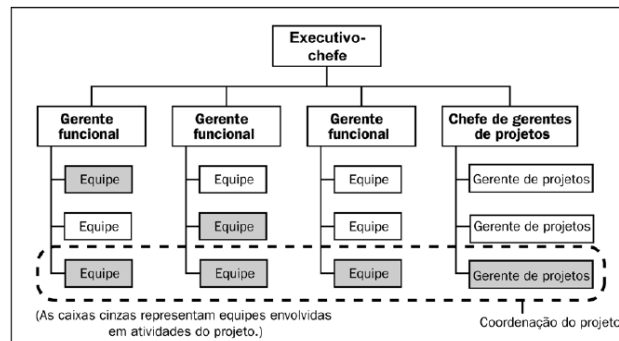 Executivo-
chefe
Gerente
funcional
Gerente
funcional
Gerente
funcional
Chefe de gerentes
de projetos
Equipe
Equipe
Equipe
Gerente de projetos
Equipe
Equipe
Equipe
Gerente de projetos
Equipe
Equipe
Equipe
Gerente de projetos
(As caixas cinzas representam equipes envolvidas
em atividades do projeto.)
Coordenação do projeto